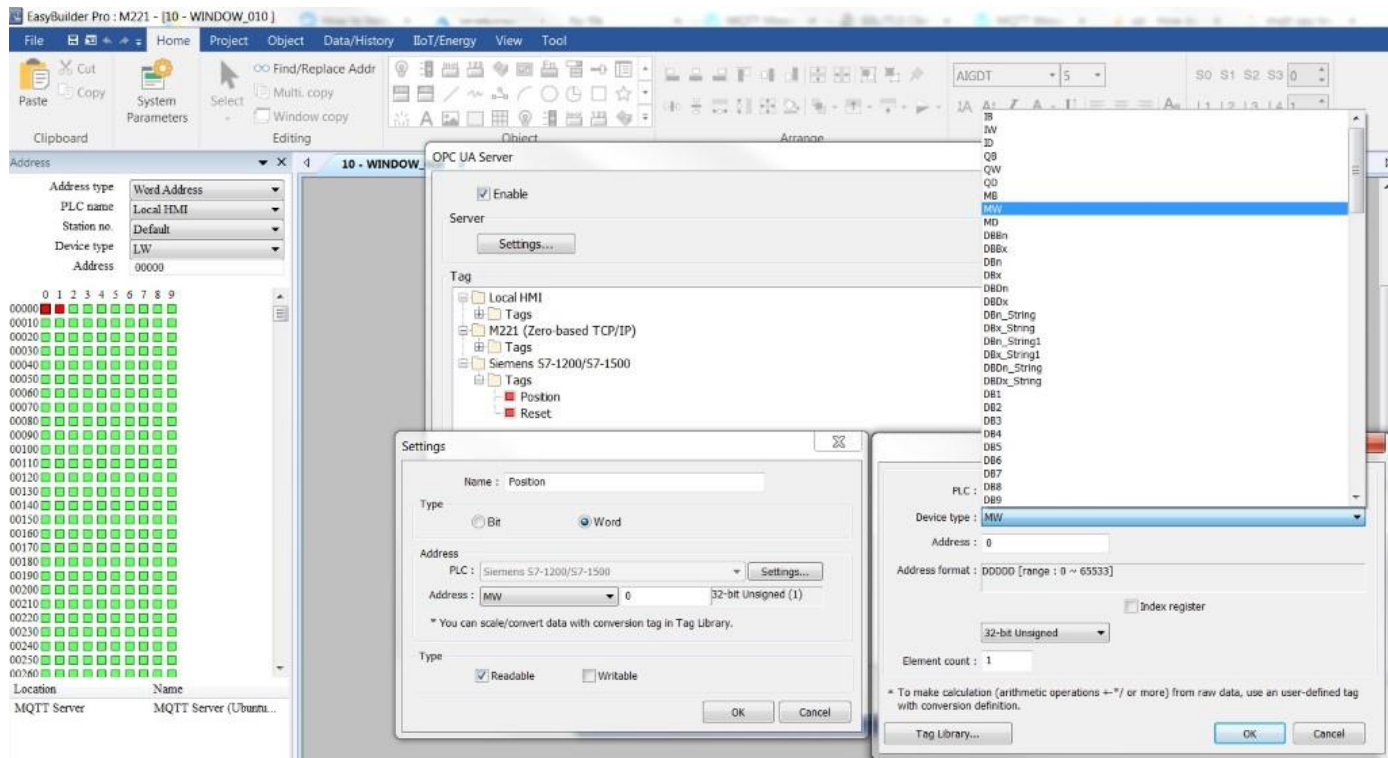 EasyBuilder Pro : M221 - [10 - WINDOW_010 ]
File Home Project Object Data/History IIoT/Energy View Tool
Paste
Cut
Copy
System
Parameters
Select
Find/Replace Addr
Multi. copy
Window copy
AIGDT 5
S0 S1 S2 S3 0
Clipboard
Editing
Object
Arrange
Address
10 - WINDOW_
Address type Word Address
PLC name Local HMI
Station no. Default
Device type LW
Address 00000
0 1 2 3 4 5 6 7 8 9
00000
00010
00020
00030
00040
00050
00060
00070
00080
00090
00100
00110
00120
00130
00140
00150
00160
00170
00180
00190
00200
00210
00220
00230
00240
00250
00260
Location Name
MQTT Server MQTT Server (Ubuntu...
OPC UA Server
Enable
Server
Settings...
Tag
Local HMI
Tags
M221 (Zero-based TCP/IP)
Tags
Siemens S7-1200/S7-1500
Tags
Position
Reset
Settings
Name : Position
Type
Bit Word
Address
PLC : Siemens S7-1200/S7-1500 Settings...
Address : MW 0 32-bit Unsigned (1)
* You can scale/convert data with conversion tag in Tag Library.
Type
Readable Writable
OK Cancel
IB
IW
ID
QB
QW
QD
MB
MW
MD
DBBn
DBBx
DBn
DBx
DBDn
DBDx
DBn_String
DBx_String
DBn_String1
DBx_String1
DBDn_String
DBDx_String
DB1
DB2
DB3
DB4
DB5
DB6
DB7
DB8
DB9
PLC :
Device type : MW
Address : 0
Address format : DDDDD [range : 0 ~ 65533]
Index register
32-bit Unsigned
Element count : 1
* To make calculation (arithmetic operations +-*/ or more) from raw data, use an user-defined tag
with conversion definition.
Tag Library...
OK Cancel